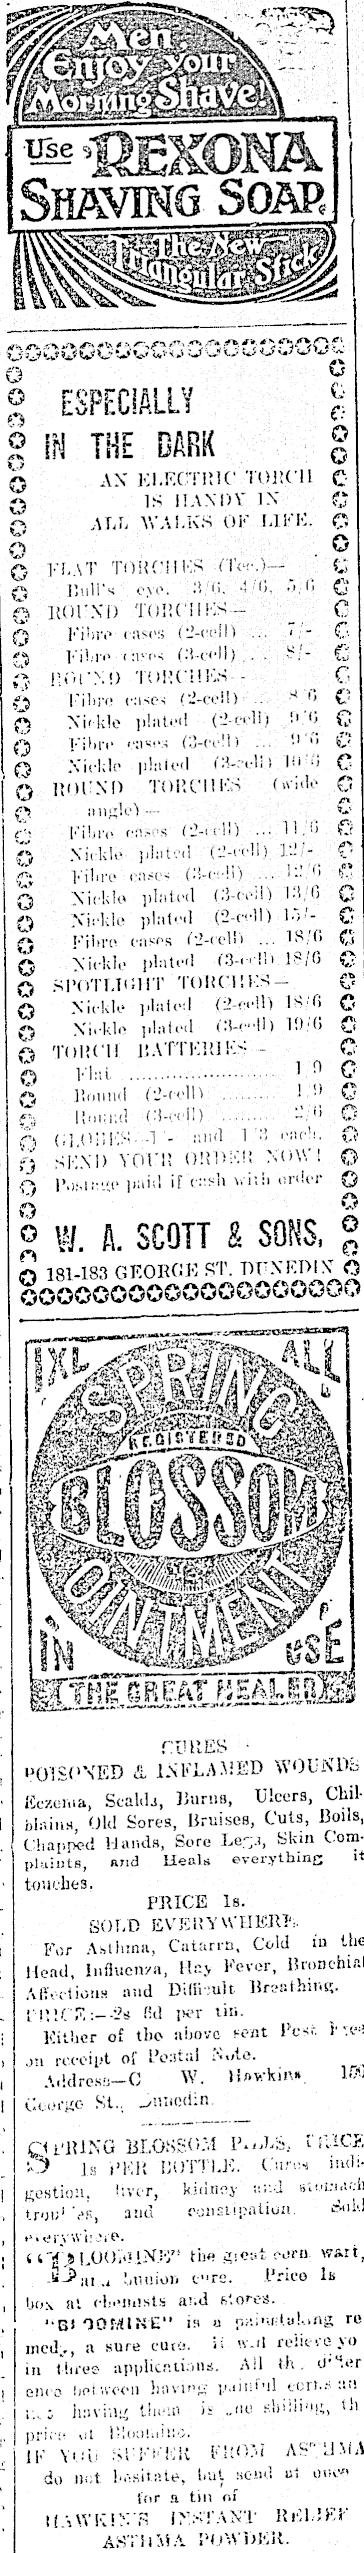 Men,
Enjoy your
Morning Shave!
Use REXONA
SHAVING SOAP.
The New
Triangular Stick
ESPECIALLY
IN THE DARK
AN ELECTRIC TORCH
IS HANDY IN
ALL WALKS OF LIFE.
FLAT TORCHES (Tec.)—
Bull's eye. 3/6, 4/6, 5/6
ROUND TORCHES—
Fibre cases (2-cell) ... 7/-
Fibre cases (3-cell) ... 8/-
ROUND TORCHES—
Fibre cases (2-cell) ... 8/6
Nickle plated (2-cell) 9/6
Fibre cases (3-cell) ... 9/6
Nickle plated (3-cell) 10/6
ROUND TORCHES (wide
angle)—
Fibre cases (2-cell) ... 11/6
Nickle plated (2-cell) 12/-
Fibre cases (3-cell) ... 12/6
Nickle plated (3-cell) 13/6
Nickle plated (2-cell) 15/-
Fibre cases (2-cell) ... 18/6
Nickle plated (3-cell) 18/6
SPOTLIGHT TORCHES—
Nickle plated (2-cell) 18/6
Nickle plated (3-cell) 19/6
TORCH BATTERIES—
Flat ............ 1/9
Round (2-cell) ......... 1/9
Round (3-cell) ......... 2/6
GLOBES—1/- and 1/3 each.
SEND YOUR ORDER NOW!
Postage paid if cash with order
W. A. SCOTT & SONS,
181-183 GEORGE ST. DUNEDIN
IXL ALL
SPRING
REGISTERED
BLOSSOM
OINTMENT
IN USE
THE GREAT HEALER
CURES
POISONED & INFLAMED WOUNDS
Eczema, Scalds, Burns, Ulcers, Chil-
blains, Old Sores, Bruises, Cuts, Boils,
Chapped Hands, Sore Legs, Skin Com-
plaints, and Heals everything it
touches.
PRICE 1s.
SOLD EVERYWHERE.
For Asthma, Catarrh, Cold in the
Head, Influenza, Hay Fever, Bronchial
Affections and Difficult Breathing.
PRICE:—2s 6d per tin.
Either of the above sent Post Free
on receipt of Postal Note.
Address—C W. Hawkins, 150
George St., Dunedin.
SPRING BLOSSOM PILLS, PRICE
1s PER BOTTLE. Cures indi-
gestion, liver, kidney and stomach
troubles, and constipation. Sold
everywhere.
"BLOOMINE" the great corn wart,
and bunion cure. Price 1s
box at chemists and stores.
"BLOOMINE" is a painstaking re
medy, a sure cure. It will relieve yo
in three applications. All the differ
ence between having painful corns an
not having them is one shilling, th
price of Bloomine.
IF YOU SUFFER FROM ASTHMA
do not hesitate, but send at once
for a tin of
HAWKIN'S INSTANT RELIEF
ASTHMA POWDER.